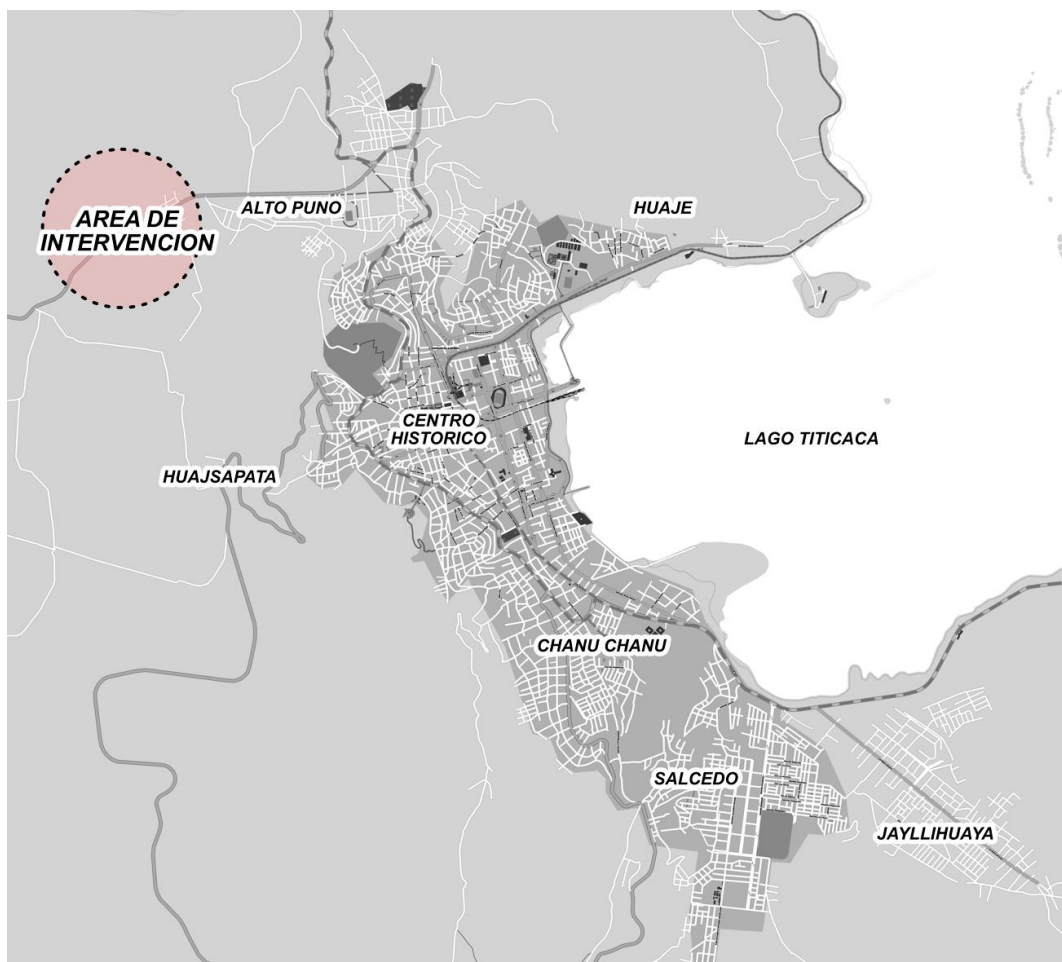 ALTO PUNO
HUAJE
AREA DE
INTERVENCION
CENTRO
HISTORICO
LAGO TITICACA
HUAJSAPATA
CHANU CHANU
SALCEDO
JAYLLIHUAYA